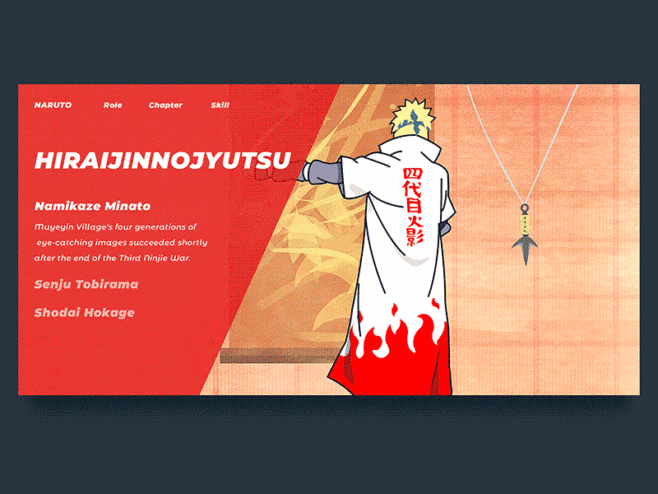 NARUTO Role Chapter Skill
HIRAIJINNOJYUTSU
Namikaze Minato
Muyeyin Village's four generations of
eye-catching images succeeded shortly
after the end of the Third Ninjie War.
Senju Tobirama
Shodai Hokage
四代目火影